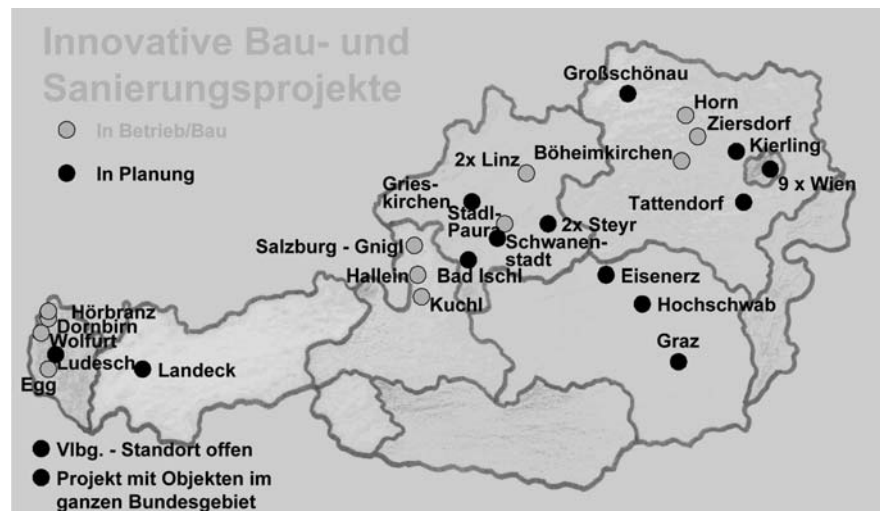 Innovative Bau- und
Sanierungsprojekte
In Betrieb/Bau
In Planung
Großschönau
Horn
Ziersdorf
Kierling
2x Linz
Böheimkirchen
9 x Wien
Gries-
kirchen
Tattendorf
Stadl-
Paura
2x Steyr
Schwanen-
stadt
Salzburg - Gnigl
Hallein
Bad Ischl
Eisenerz
Kuchl
Hochschwab
Hörbranz
Dornbirn
Wolfurt
Ludesch
Egg
Landeck
Graz
Vlbg. - Standort offen
Projekt mit Objekten im
ganzen Bundesgebiet